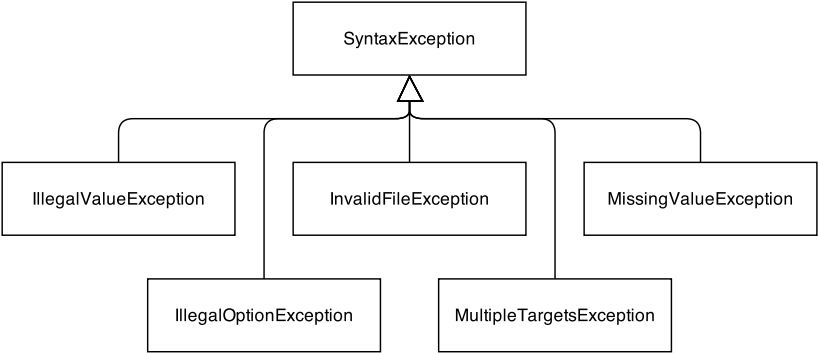 SyntaxException
IllegalValueException
InvalidFileException
MissingValueException
IllegalOptionException
MultipleTargetsException